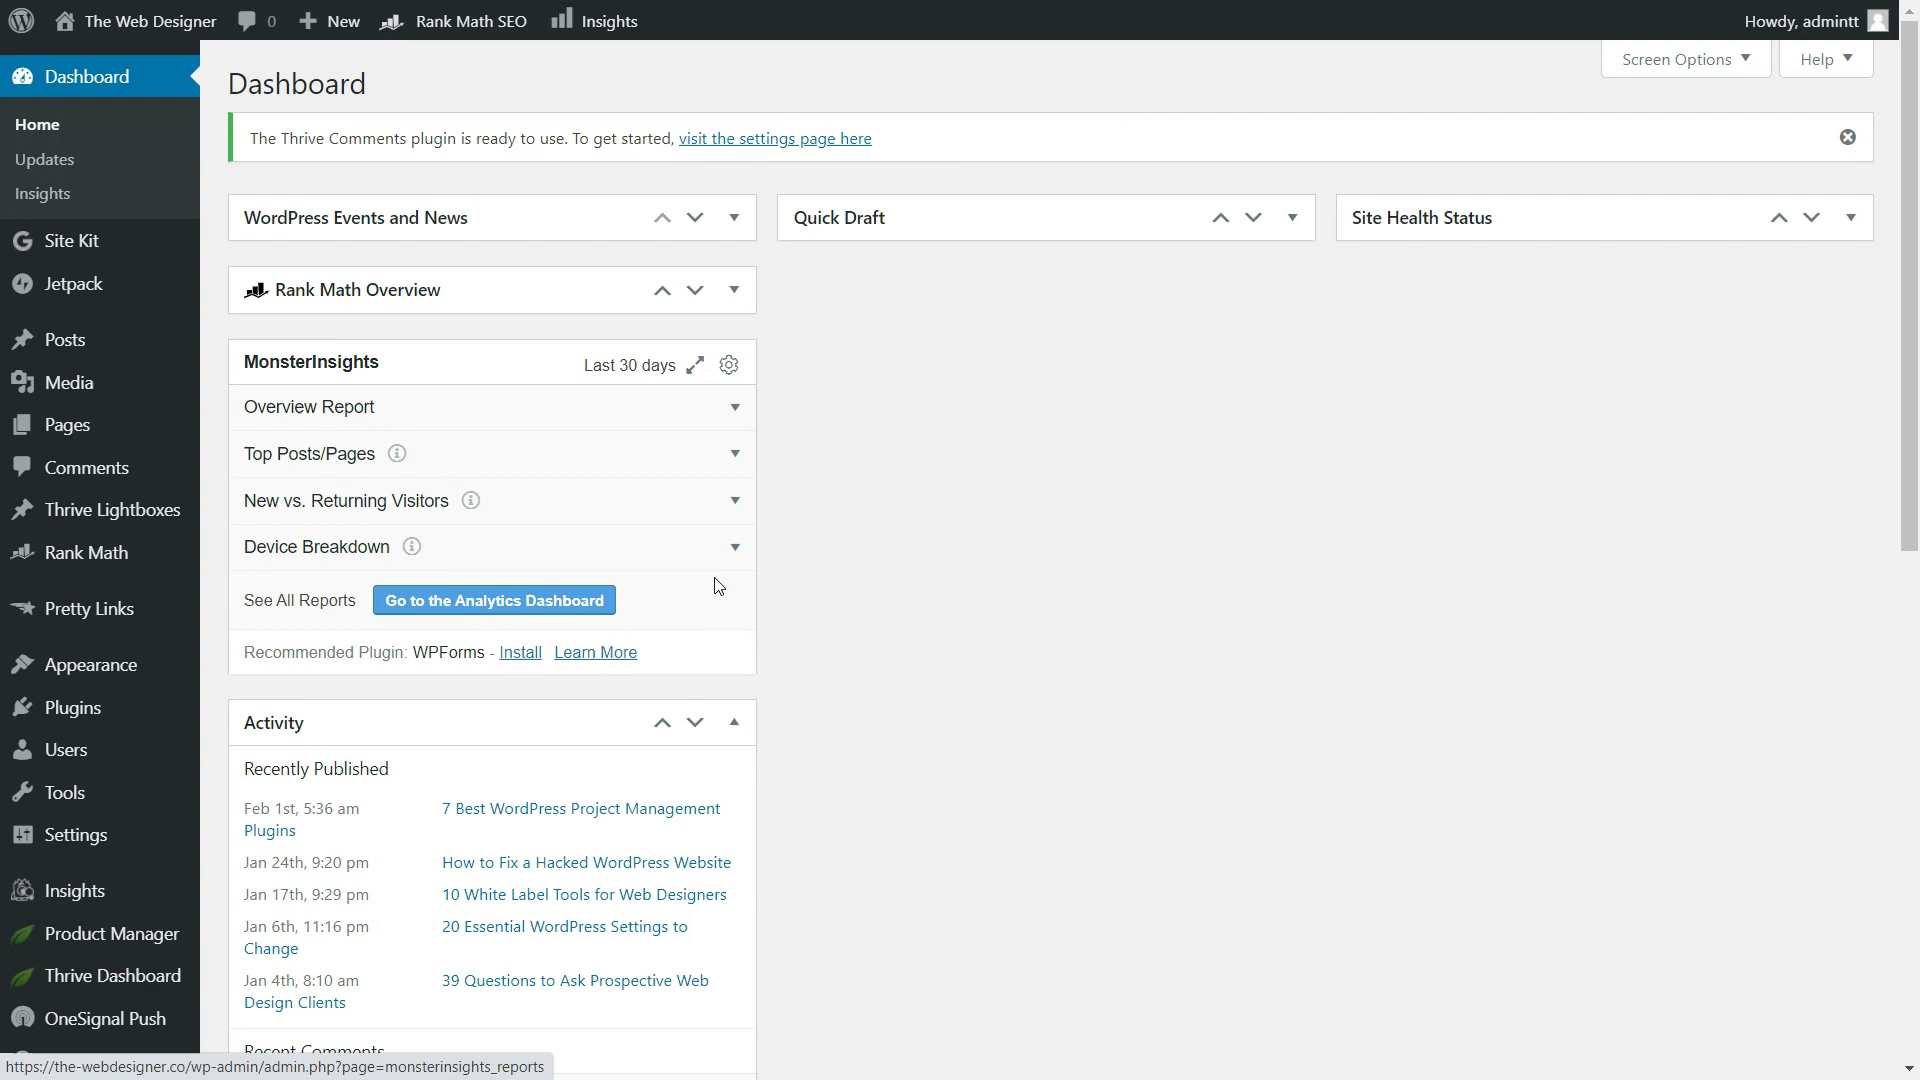 The Web Designer 0 New Rank Math SEO Insights Howdy, admintt
Screen Options Help
Dashboard
Home
Updates
Insights
Site Kit
Jetpack
Posts
Media
Pages
Comments
Thrive Lightboxes
Rank Math
Pretty Links
Appearance
Plugins
Users
Tools
Settings
Insights
Product Manager
Thrive Dashboard
OneSignal Push
Dashboard
The Thrive Comments plugin is ready to use. To get started, visit the settings page here
WordPress Events and News
Quick Draft
Site Health Status
Rank Math Overview
MonsterInsights Last 30 days
Overview Report
Top Posts/Pages
New vs. Returning Visitors
Device Breakdown
See All Reports Go to the Analytics Dashboard
Recommended Plugin: WPForms - Install Learn More
Activity
Recently Published
Feb 1st, 5:36 am 7 Best WordPress Project Management
Plugins
Jan 24th, 9:20 pm How to Fix a Hacked WordPress Website
Jan 17th, 9:29 pm 10 White Label Tools for Web Designers
Jan 6th, 11:16 pm 20 Essential WordPress Settings to
Change
Jan 4th, 8:10 am 39 Questions to Ask Prospective Web
Design Clients
Recent Comments
https://the-webdesigner.co/wp-admin/admin.php?page=monsterinsights_reports